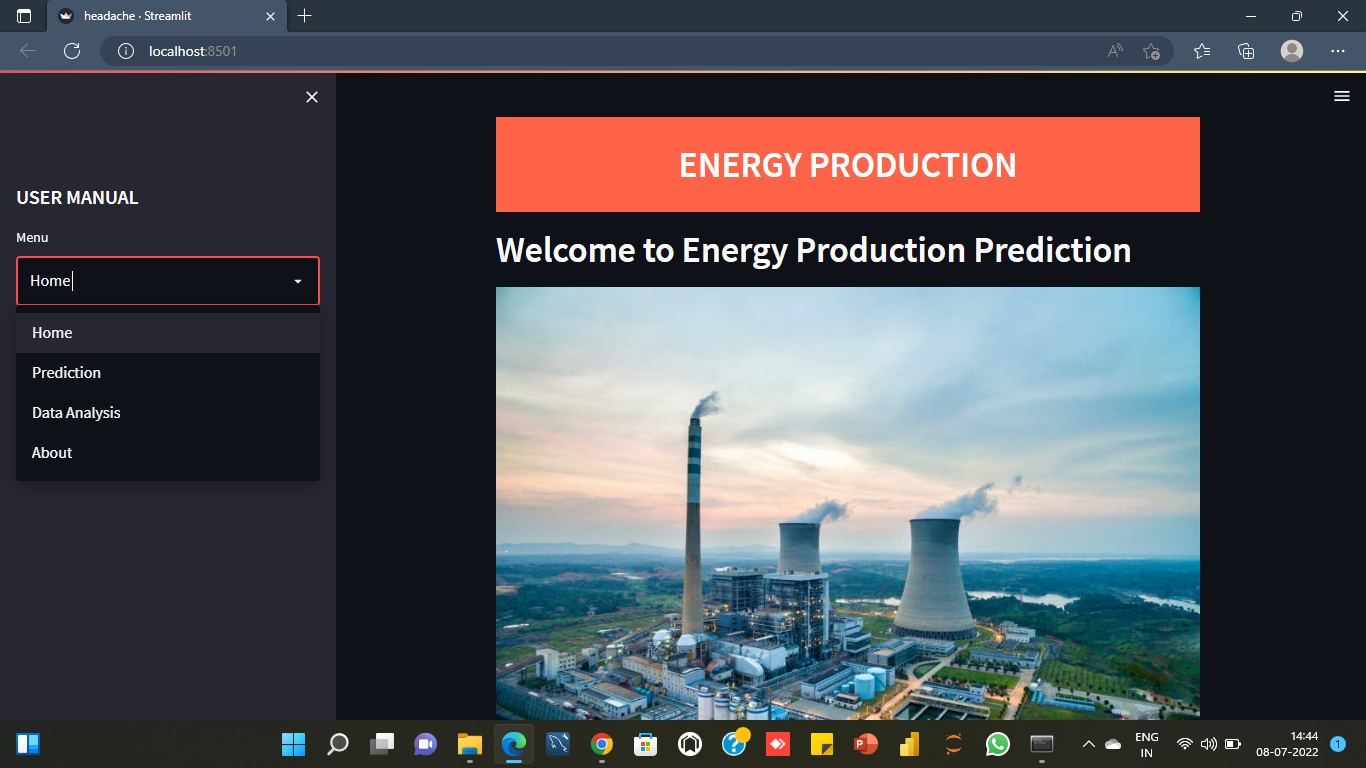 headache · Streamlit
localhost:8501
USER MANUAL
Menu
Home
Home
Prediction
Data Analysis
About
ENERGY PRODUCTION
Welcome to Energy Production Prediction
ENG
IN
14:44
08-07-2022
1